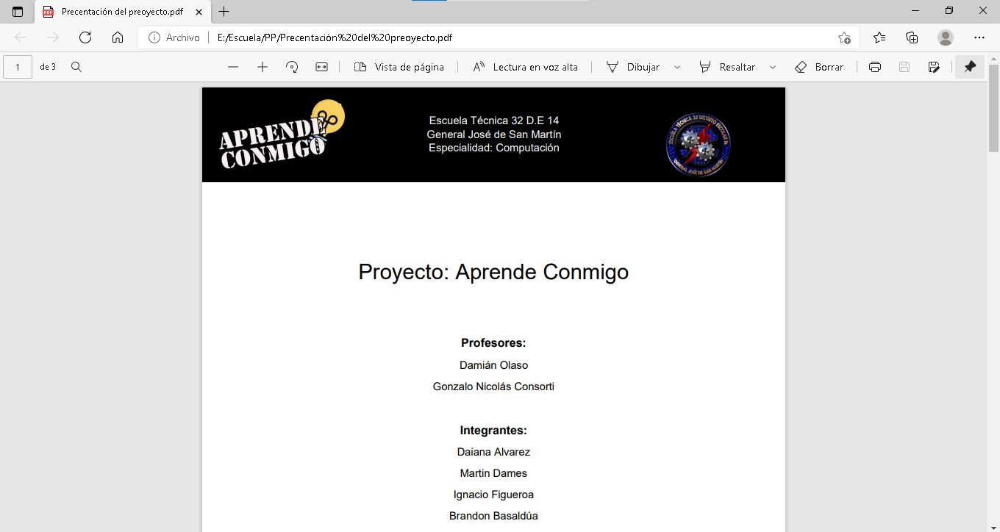 Precentación del preoyecto.pdf
Archivo
E:/Escuela/PP/Precentación%20del%20preoyecto.pdf
1
de 3
Vista de página
Lectura en voz alta
Dibujar
Resaltar
Borrar
APRENDE
CONMIGO
Escuela Técnica 32 D.E 14
General José de San Martín
Especialidad: Computación
ESCUELA TÉCNICA 32 DISTRITO ESCOLAR 14
"GENERAL JOSÉ DE SAN MARTÍN"
Proyecto: Aprende Conmigo
Profesores:
Damián Olaso
Gonzalo Nicolás Consorti
Integrantes:
Daiana Alvarez
Martin Dames
Ignacio Figueroa
Brandon Basaldúa